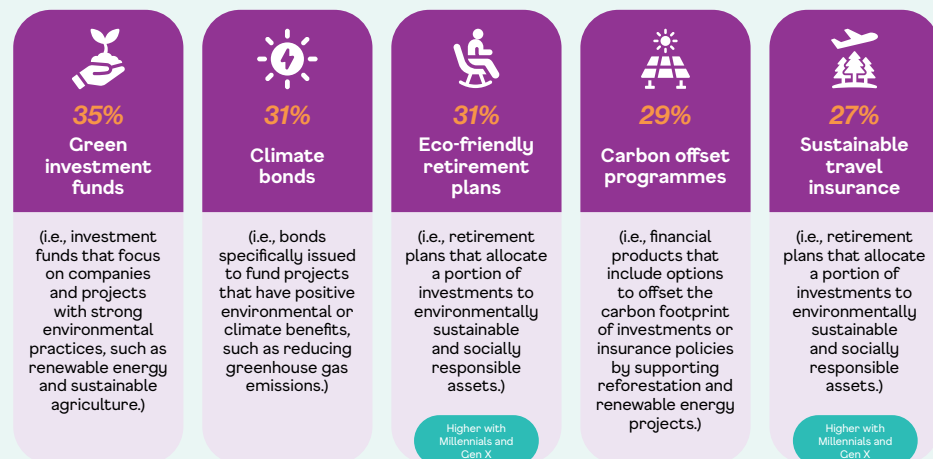 35%
Green
investment
funds
(i.e., investment
funds that focus
on companies
and projects
with strong
environmental
practices, such as
renewable energy
and sustainable
agriculture.)
31%
Climate
bonds
(i.e., bonds
specifically issued
to fund projects
that have positive
environmental or
climate benefits,
such as reducing
greenhouse gas
emissions.)
31%
Eco-friendly
retirement
plans
(i.e., retirement
plans that allocate
a portion of
investments to
environmentally
sustainable
and socially
responsible
assets.)
Higher with
Millennials and
Gen X
29%
Carbon offset
programmes
(i.e., financial
products that
include options
to offset the
carbon footprint
of investments or
insurance policies
by supporting
reforestation and
renewable energy
projects.)
27%
Sustainable
travel
insurance
(i.e., retirement
plans that allocate
a portion of
investments to
environmentally
sustainable
and socially
responsible
assets.)
Higher with
Millennials and
Gen X